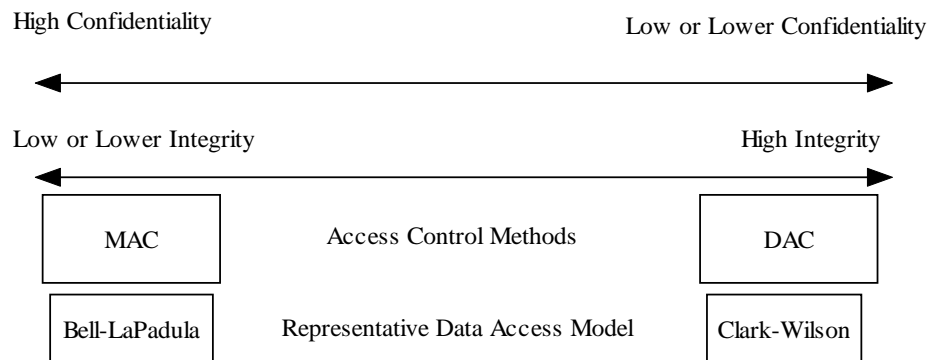 High Confidentiality
Low or Lower Confidentiality
Low or Lower Integrity
High Integrity
MAC
Access Control Methods
DAC
Bell-LaPadula
Representative Data Access Model
Clark-Wilson